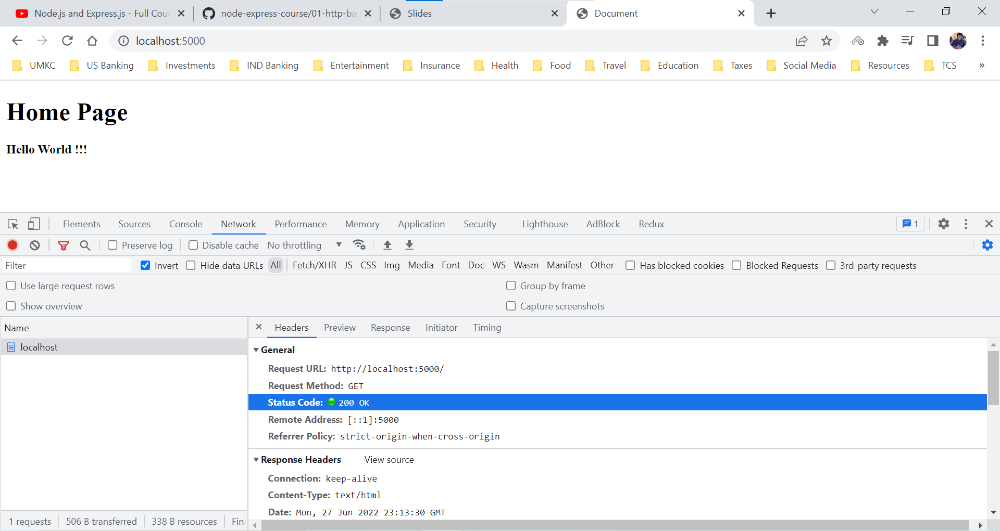 Node.js and Express.js - Full Cour
node-express-course/01-http-ba
Slides
Document
localhost:5000
UMKC US Banking Investments IND Banking Entertainment Insurance Health Food Travel Education Taxes Social Media Resources TCS »
Home Page
Hello World !!!
Elements Sources Console Network Performance Memory Application Security Lighthouse AdBlock Redux 1
Preserve log Disable cache No throttling
Filter Invert Hide data URLs All Fetch/XHR JS CSS Img Media Font Doc WS Wasm Manifest Other Has blocked cookies Blocked Requests 3rd-party requests
Use large request rows Group by frame
Show overview Capture screenshots
Name
localhost
1 requests 506 B transferred 338 B resources Fini
Headers Preview Response Initiator Timing
General
Request URL: http://localhost:5000/
Request Method: GET
Status Code: 200 OK
Remote Address: [::1]:5000
Referrer Policy: strict-origin-when-cross-origin
Response Headers View source
Connection: keep-alive
Content-Type: text/html
Date: Mon, 27 Jun 2022 23:13:30 GMT